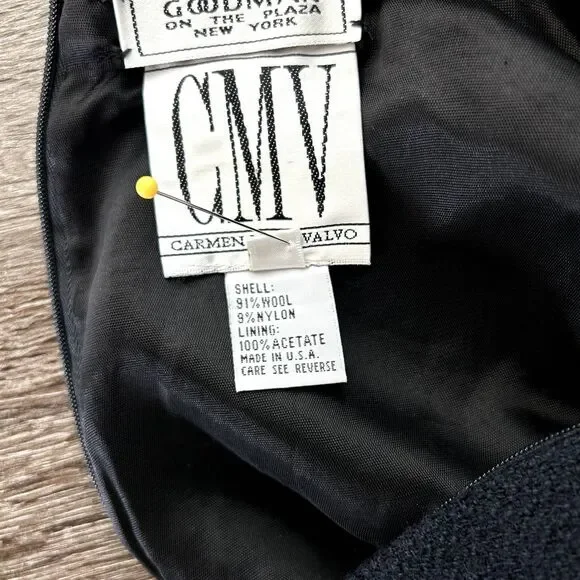 GOODMAN
ON THE PLAZA
NEW YORK
CMV
CARMEN VALVO
SHELL:
91%WOOL
9%NYLON
LINING:
100%ACETATE
MADE IN U.S.A.
CARE SEE REVERSE